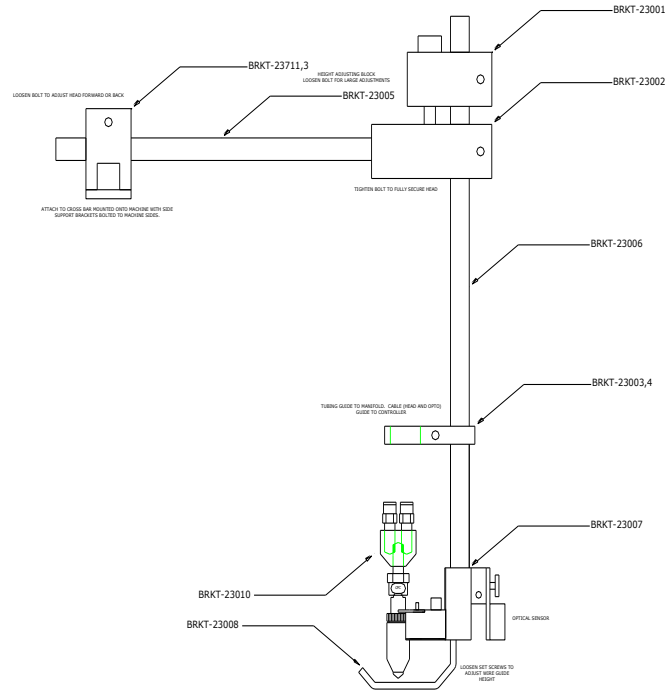 BRKT-23001
BRKT-23711,3
HEIGHT ADJUSTING BLOCK
LOOSEN BOLT FOR LARGE ADJUSTMENTS
BRKT-23002
LOOSEN BOLT TO ADJUST HEAD FORWARD OR BACK
BRKT-23005
TIGHTEN BOLT TO FULLY SECURE HEAD
ATTACH TO CROSS BAR MOUNTED ONTO MACHINE WITH SIDE
SUPPORT BRACKETS BOLTED TO MACHINE SIDES.
BRKT-23006
BRKT-23003,4
TUBING GUIDE TO MANIFOLD. CABLE (HEAD AND OPTO)
GUIDE TO CONTROLLER
BRKT-23007
BRKT-23010
OPTICAL SENSOR
BRKT-23008
LOOSEN SET SCREWS TO
ADJUST WIRE GUIDE
HEIGHT